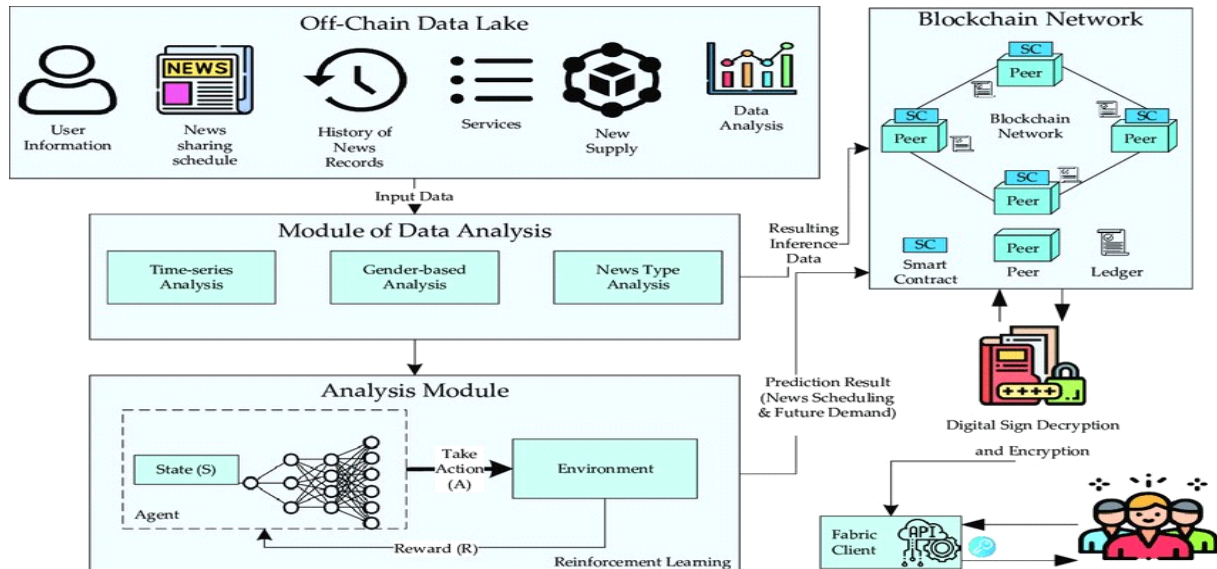 Off-Chain Data Lake
NEWS
User
Information
News
sharing
schedule
History of
News
Records
Services
New
Supply
Data
Analysis
Input Data
Module of Data Analysis
Time-series
Analysis
Gender-based
Analysis
News Type
Analysis
Resulting
Inference
Data
Analysis Module
State (S)
Agent
Take
Action
(A)
Environment
Reward (R)
Reinforcement Learning
Prediction Result
(News Scheduling
& Future Demand)
Blockchain Network
SC
Peer
SC
Peer
Blockchain
Network
SC
Peer
SC
Peer
SC
Smart
Contract
Peer
Ledger
Digital Sign Decryption
and Encryption
Fabric
Client
API